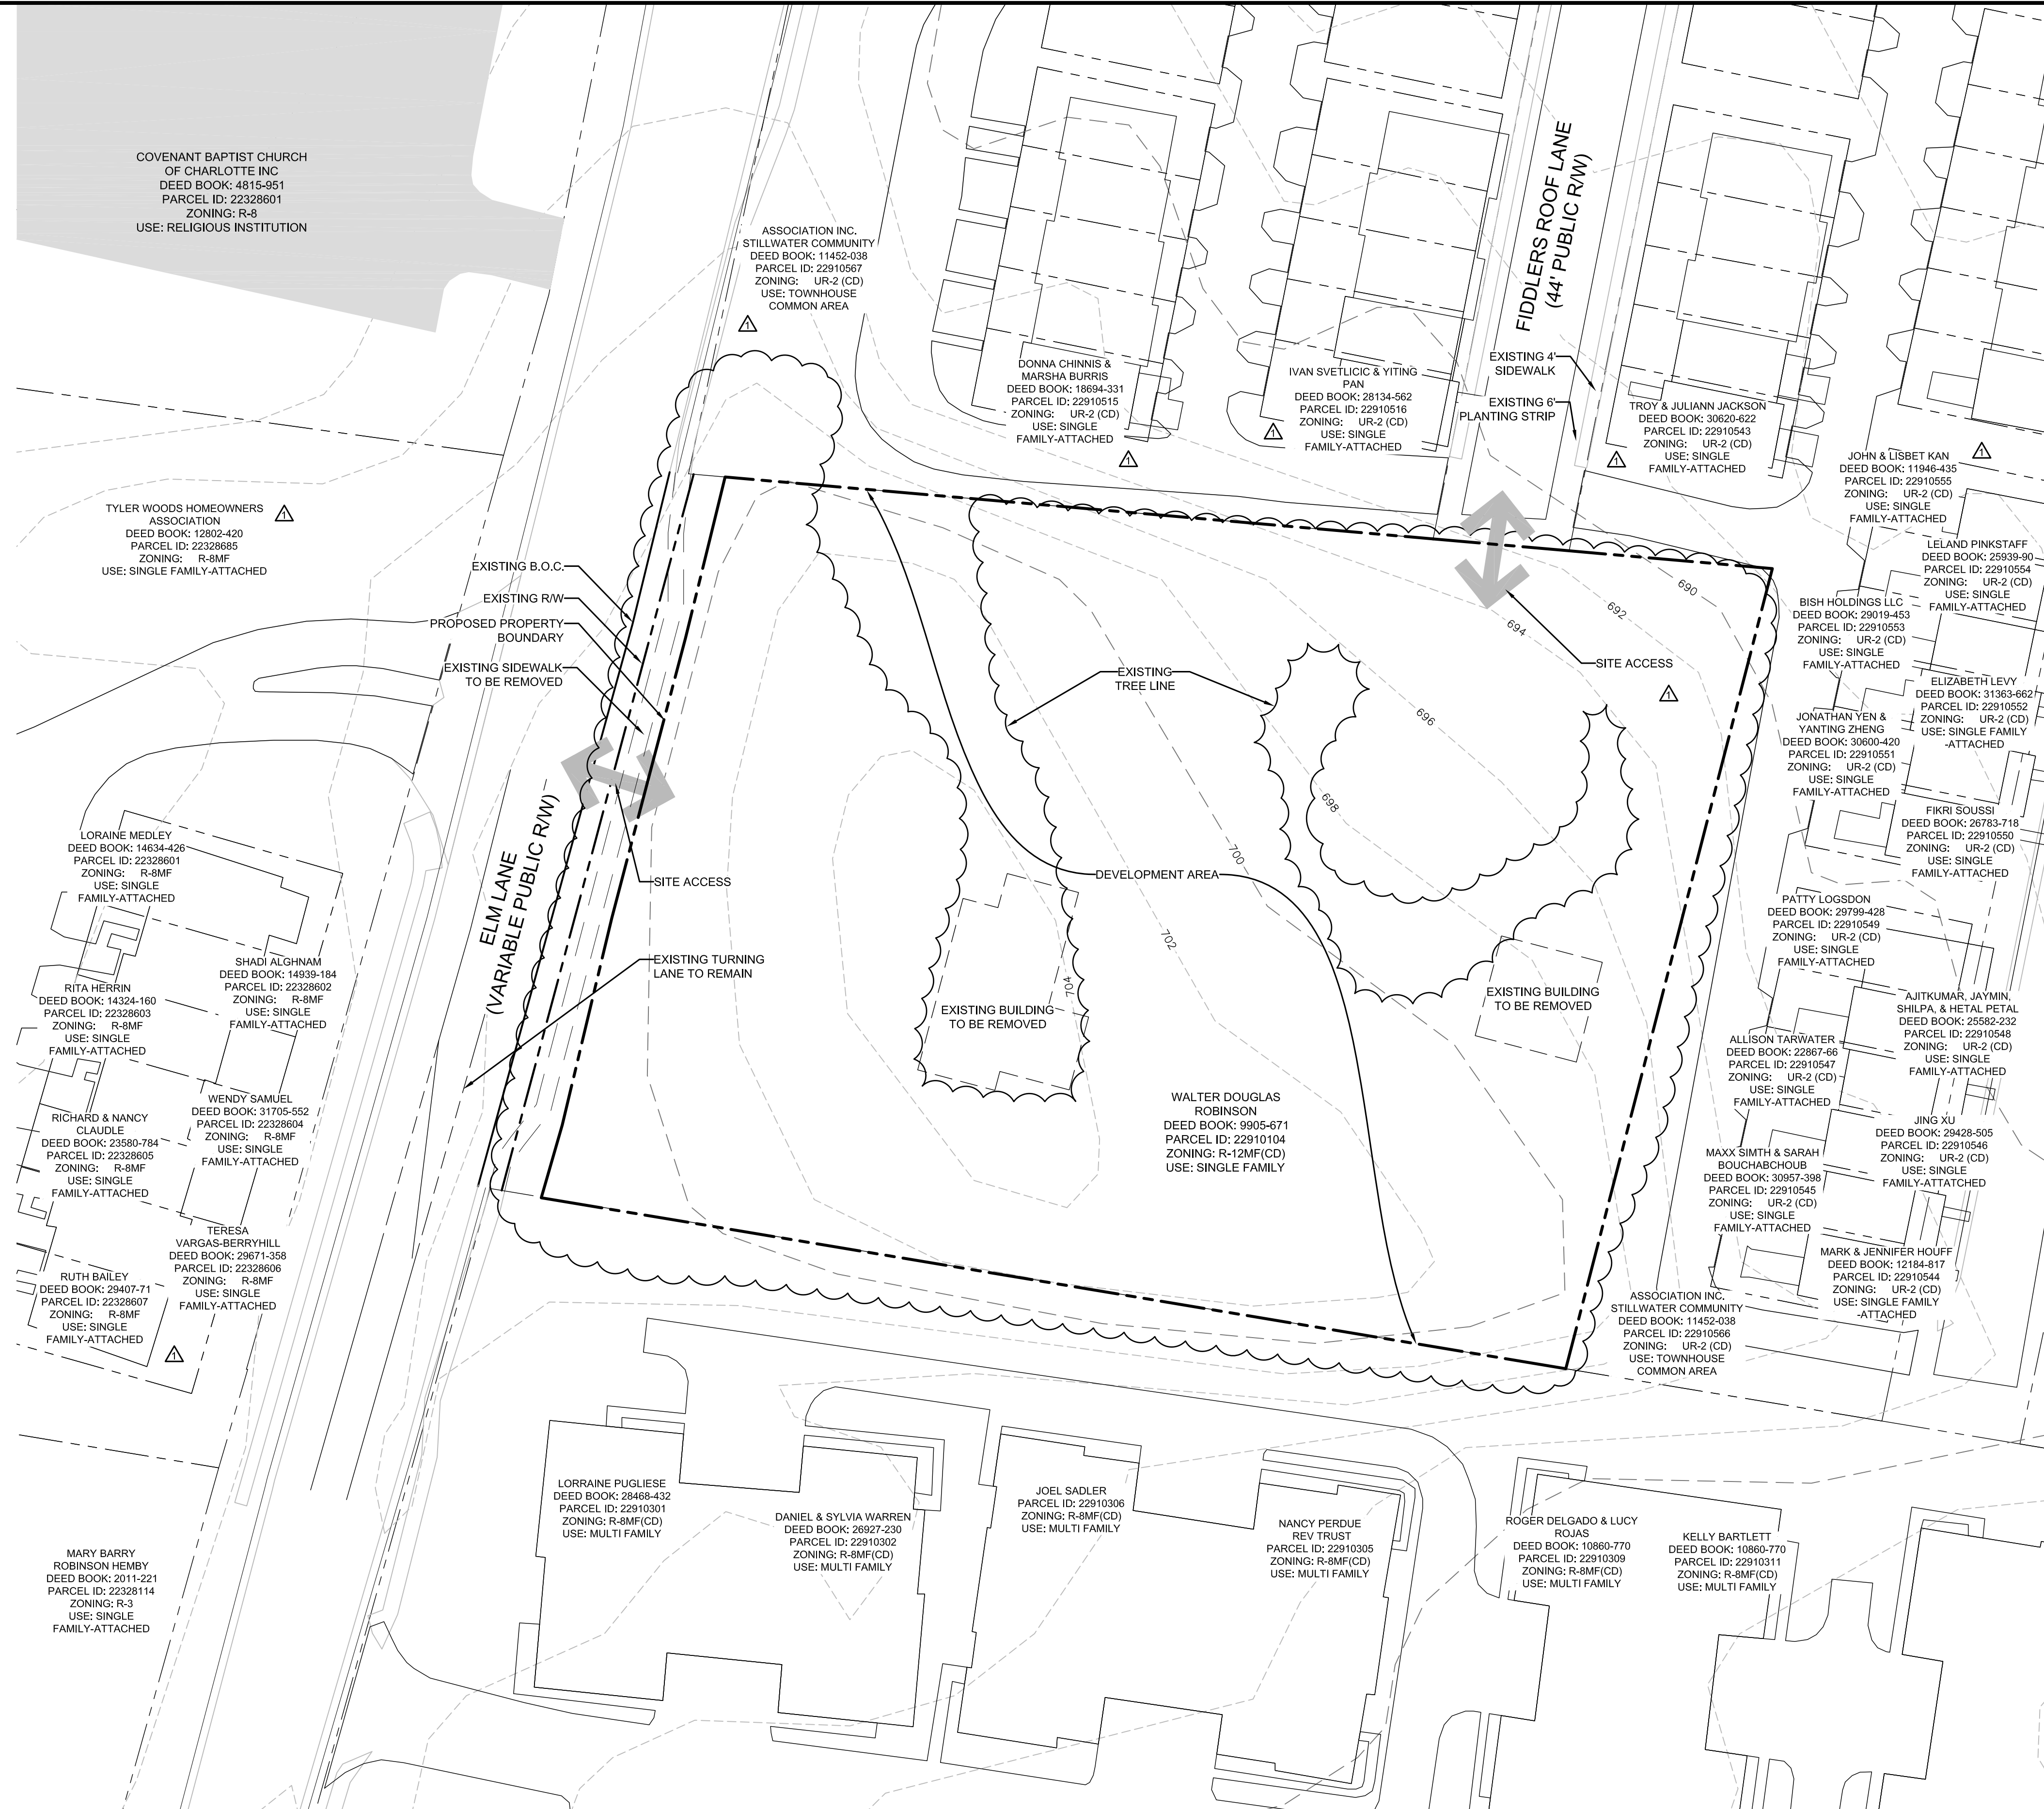 COVENANT BAPTIST CHURCH
OF CHARLOTTE INC
DEED BOOK: 4815-951
PARCEL ID: 22328601
ZONING: R-8
USE: RELIGIOUS INSTITUTION
ASSOCIATION INC.
STILLWATER COMMUNITY
DEED BOOK: 11452-038
PARCEL ID: 22910567
ZONING: UR-2 (CD)
USE: TOWNHOUSE
COMMON AREA
1
DONNA CHINNIS &
MARSHA BURRIS
DEED BOOK: 18694-331
PARCEL ID: 22910515
ZONING: UR-2 (CD)
USE: SINGLE
FAMILY-ATTACHED
1
IVAN SVETLICIC & YITING
PAN
DEED BOOK: 28134-562
PARCEL ID: 22910516
ZONING: UR-2 (CD)
USE: SINGLE
FAMILY-ATTACHED
1
FIDDLERS ROOF LANE
(44' PUBLIC R/W)
EXISTING 4'
SIDEWALK
EXISTING 6'
PLANTING STRIP
TROY & JULIANN JACKSON
DEED BOOK: 30620-622
PARCEL ID: 22910543
ZONING: UR-2 (CD)
USE: SINGLE
FAMILY-ATTACHED
1
JOHN & LISBET KAN
DEED BOOK: 11946-435
PARCEL ID: 22910555
ZONING: UR-2 (CD)
USE: SINGLE
FAMILY-ATTACHED
1
LELAND PINKSTAFF
DEED BOOK: 25939-90
PARCEL ID: 22910554
ZONING: UR-2 (CD)
USE: SINGLE
FAMILY-ATTACHED
BISH HOLDINGS LLC
DEED BOOK: 29019-453
PARCEL ID: 22910553
ZONING: UR-2 (CD)
USE: SINGLE
FAMILY-ATTACHED
ELIZABETH LEVY
DEED BOOK: 31363-662
PARCEL ID: 22910552
ZONING: UR-2 (CD)
USE: SINGLE FAMILY
-ATTACHED
JONATHAN YEN &
YANTING ZHENG
DEED BOOK: 30600-420
PARCEL ID: 22910551
ZONING: UR-2 (CD)
USE: SINGLE
FAMILY-ATTACHED
FIKRI SOUSSI
DEED BOOK: 26783-718
PARCEL ID: 22910550
ZONING: UR-2 (CD)
USE: SINGLE
FAMILY-ATTACHED
PATTY LOGSDON
DEED BOOK: 29799-428
PARCEL ID: 22910549
ZONING: UR-2 (CD)
USE: SINGLE
FAMILY-ATTACHED
AJITKUMAR, JAYMIN,
SHILPA, & HETAL PETAL
DEED BOOK: 25582-232
PARCEL ID: 22910548
ZONING: UR-2 (CD)
USE: SINGLE
FAMILY-ATTACHED
ALLISON TARWATER
DEED BOOK: 22867-66
PARCEL ID: 22910547
ZONING: UR-2 (CD)
USE: SINGLE
FAMILY-ATTACHED
JING XU
DEED BOOK: 29428-505
PARCEL ID: 22910546
ZONING: UR-2 (CD)
USE: SINGLE
FAMILY-ATTATCHED
MAXX SIMTH & SARAH
BOUCHABCHOUB
DEED BOOK: 30957-398
PARCEL ID: 22910545
ZONING: UR-2 (CD)
USE: SINGLE
FAMILY-ATTACHED
MARK & JENNIFER HOUFF
DEED BOOK: 12184-817
PARCEL ID: 22910544
ZONING: UR-2 (CD)
USE: SINGLE FAMILY
-ATTACHED
ASSOCIATION INC.
STILLWATER COMMUNITY
DEED BOOK: 11452-038
PARCEL ID: 22910566
ZONING: UR-2 (CD)
USE: TOWNHOUSE
COMMON AREA
TYLER WOODS HOMEOWNERS
ASSOCIATION
DEED BOOK: 12802-420
PARCEL ID: 22328685
ZONING: R-8MF
USE: SINGLE FAMILY-ATTACHED
1
EXISTING B.O.C.
EXISTING R/W
PROPOSED PROPERTY
BOUNDARY
EXISTING SIDEWALK
TO BE REMOVED
EXISTING
TREE LINE
SITE ACCESS
1
690
692
694
696
698
700
702
704
DEVELOPMENT AREA
SITE ACCESS
ELM LANE
(VARIABLE PUBLIC R/W)
EXISTING TURNING
LANE TO REMAIN
EXISTING BUILDING
TO BE REMOVED
EXISTING BUILDING
TO BE REMOVED
WALTER DOUGLAS
ROBINSON
DEED BOOK: 9905-671
PARCEL ID: 22910104
ZONING: R-12MF(CD)
USE: SINGLE FAMILY
LORAINE MEDLEY
DEED BOOK: 14634-426
PARCEL ID: 22328601
ZONING: R-8MF
USE: SINGLE
FAMILY-ATTACHED
SHADI ALGHNAM
DEED BOOK: 14939-184
PARCEL ID: 22328602
ZONING: R-8MF
USE: SINGLE
FAMILY-ATTACHED
RITA HERRIN
DEED BOOK: 14324-160
PARCEL ID: 22328603
ZONING: R-8MF
USE: SINGLE
FAMILY-ATTACHED
WENDY SAMUEL
DEED BOOK: 31705-552
PARCEL ID: 22328604
ZONING: R-8MF
USE: SINGLE
FAMILY-ATTACHED
RICHARD & NANCY
CLAUDLE
DEED BOOK: 23580-784
PARCEL ID: 22328605
ZONING: R-8MF
USE: SINGLE
FAMILY-ATTACHED
TERESA
VARGAS-BERRYHILL
DEED BOOK: 29671-358
PARCEL ID: 22328606
ZONING: R-8MF
USE: SINGLE
FAMILY-ATTACHED
RUTH BAILEY
DEED BOOK: 29407-71
PARCEL ID: 22328607
ZONING: R-8MF
USE: SINGLE
FAMILY-ATTACHED
1
MARY BARRY
ROBINSON HEMBY
DEED BOOK: 2011-221
PARCEL ID: 22328114
ZONING: R-3
USE: SINGLE
FAMILY-ATTACHED
LORRAINE PUGLIESE
DEED BOOK: 28468-432
PARCEL ID: 22910301
ZONING: R-8MF(CD)
USE: MULTI FAMILY
DANIEL & SYLVIA WARREN
DEED BOOK: 26927-230
PARCEL ID: 22910302
ZONING: R-8MF(CD)
USE: MULTI FAMILY
JOEL SADLER
PARCEL ID: 22910306
ZONING: R-8MF(CD)
USE: MULTI FAMILY
NANCY PERDUE
REV TRUST
PARCEL ID: 22910305
ZONING: R-8MF(CD)
USE: MULTI FAMILY
ROGER DELGADO & LUCY
ROJAS
DEED BOOK: 10860-770
PARCEL ID: 22910309
ZONING: R-8MF(CD)
USE: MULTI FAMILY
KELLY BARTLETT
DEED BOOK: 10860-770
PARCEL ID: 22910311
ZONING: R-8MF(CD)
USE: MULTI FAMILY